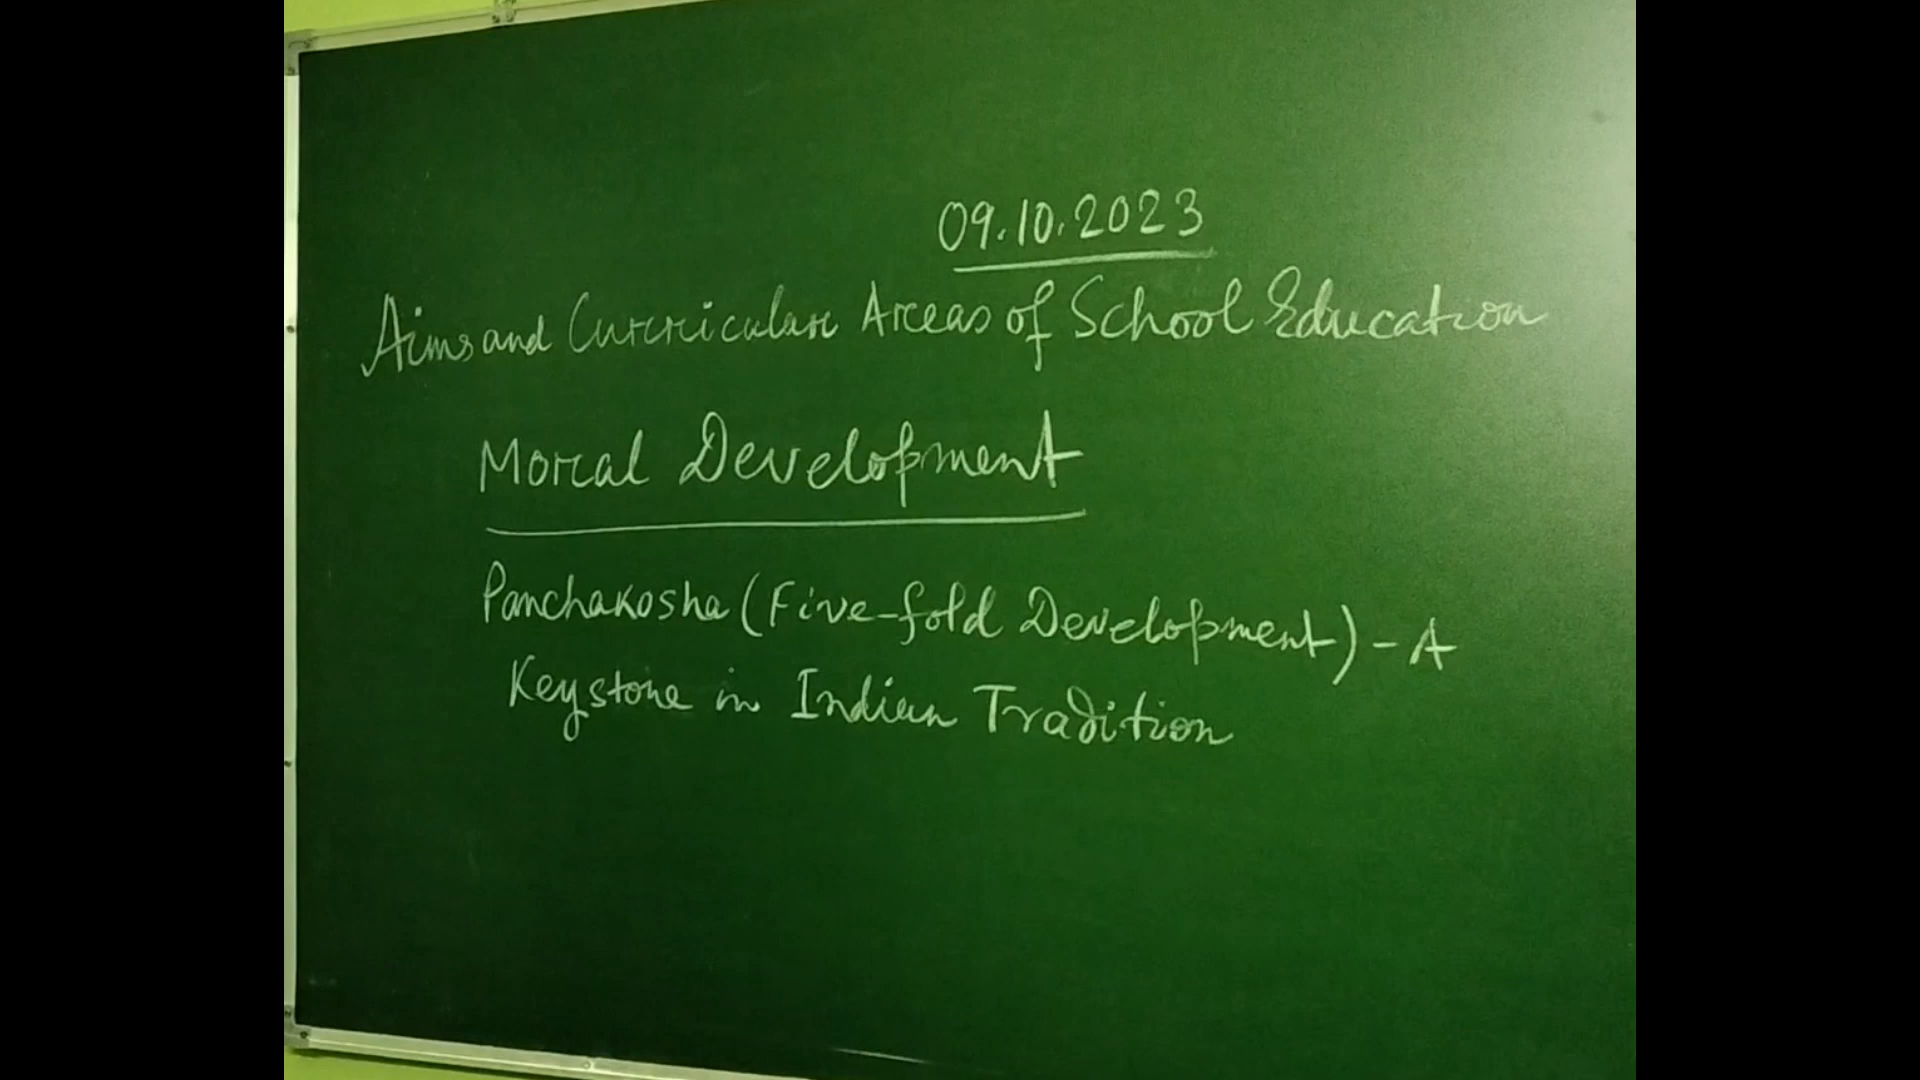 09.10.2023
Aims and Curricular Areas of School Education
Moral Development
Panchakosha (Five-fold Development) - A
Keystone in Indian Tradition